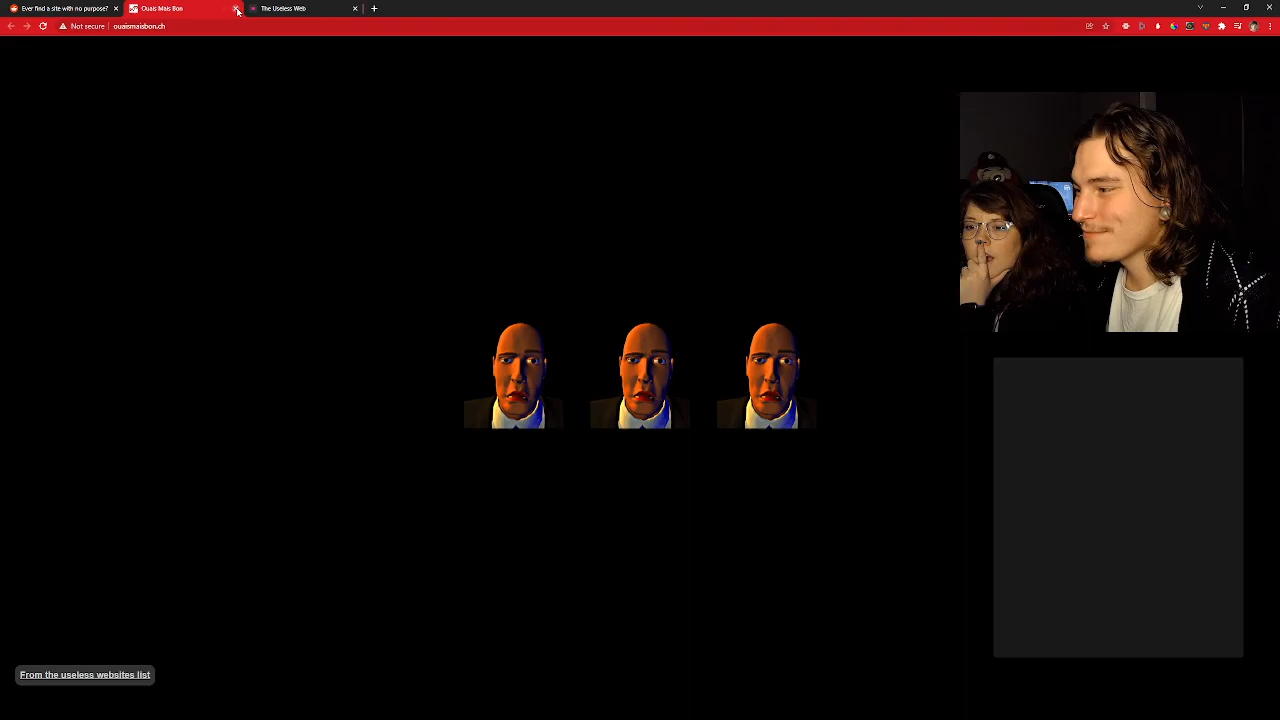 Ever find a site with no purpose?
Ouais Mais Bon
The Useless Web
Not secure
ouaismaisbon.ch
From the useless websites list